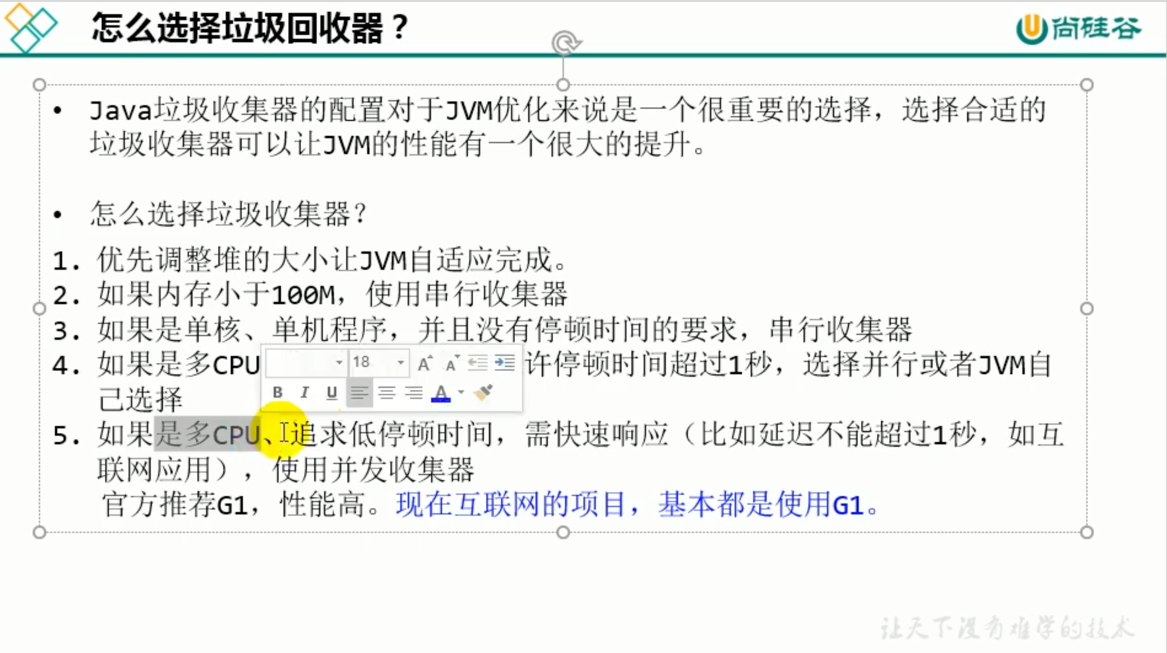 怎么选择垃圾回收器？
尚硅谷
• Java垃圾收集器的配置对于JVM优化来说是一个很重要的选择，选择合适的
垃圾收集器可以让JVM的性能有一个很大的提升。
• 怎么选择垃圾收集器？
1. 优先调整堆的大小让JVM自适应完成。
2. 如果内存小于100M，使用串行收集器
3. 如果是单核、单机程序，并且没有停顿时间的要求，串行收集器
4. 如果是多CPU 许停顿时间超过1秒，选择并行或者JVM自
18
己选择
B I U A
5. 如果是多CPU、追求低停顿时间，需快速响应（比如延迟不能超过1秒，如互
联网应用），使用并发收集器
官方推荐G1，性能高。现在互联网的项目，基本都是使用G1。
让天下没有难学的技术